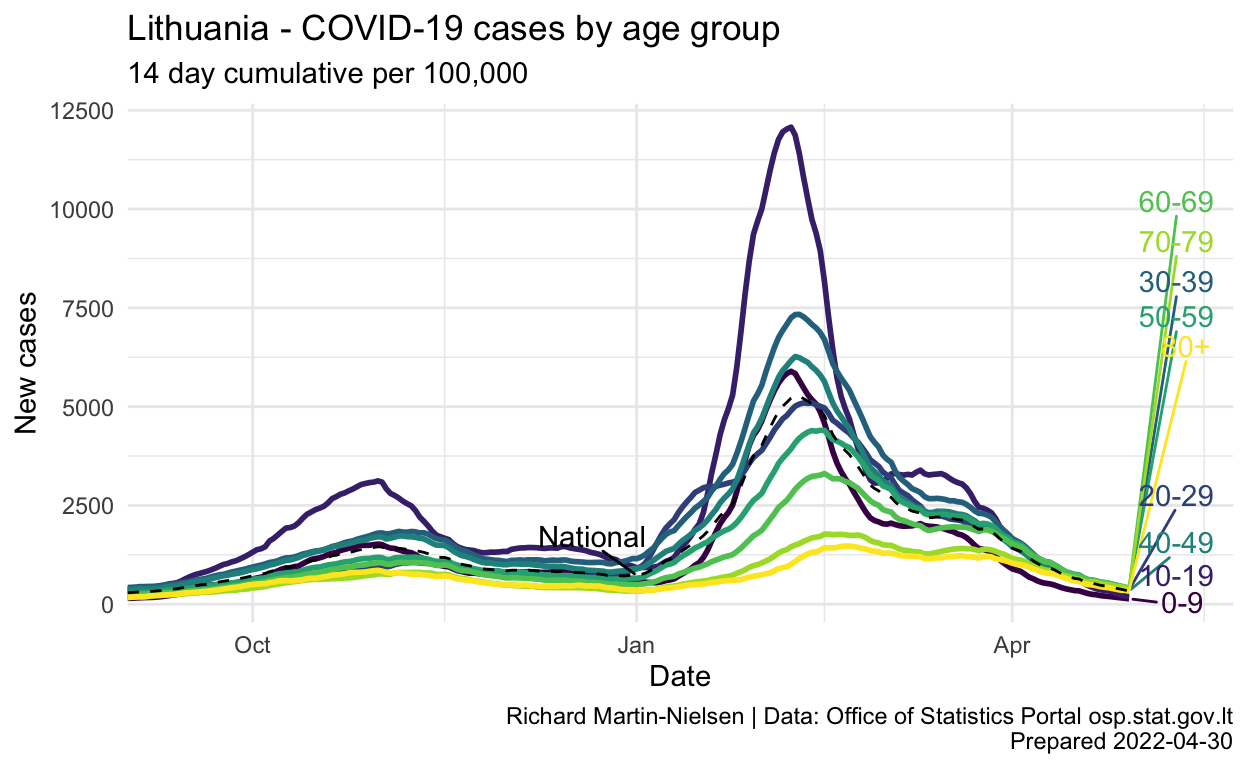 Lithuania - COVID-19 cases by age group
14 day cumulative per 100,000
12500
10000
7500
5000
2500
0
New cases
National
60-69
70-79
30-39
50-59
80+
20-29
40-49
10-19
0-9
Oct
Jan
Apr
Date
Richard Martin-Nielsen | Data: Office of Statistics Portal osp.stat.gov.lt
Prepared 2022-04-30